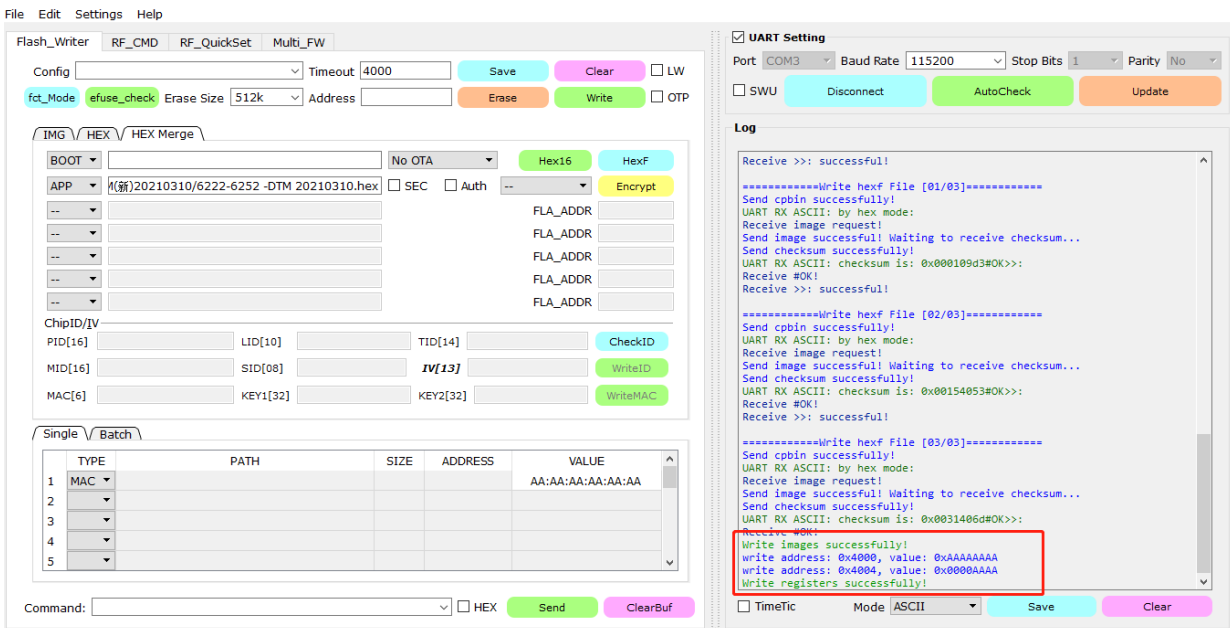 File Edit Settings Help
Flash_Writer RF_CMD RF_QuickSet Multi_FW
Config Timeout 4000 Save Clear LW
fct_Mode efuse_check Erase Size 512k Address Erase Write OTP
IMG HEX HEX Merge
BOOT No OTA Hex16 HexF
APP M(新)20210310/6222-6252 -DTM 20210310.hex SEC Auth -- Encrypt
-- FLA_ADDR
-- FLA_ADDR
-- FLA_ADDR
-- FLA_ADDR
-- FLA_ADDR
ChipID/IV
PID[16] LID[10] TID[14] CheckID
MID[16] SID[08] IV[13] WriteID
MAC[6] KEY1[32] KEY2[32] WriteMAC
Single Batch
TYPE PATH SIZE ADDRESS VALUE
1 MAC AA:AA:AA:AA:AA:AA
2
3
4
5
Command: HEX Send ClearBuf
UART Setting
Port COM3 Baud Rate 115200 Stop Bits 1 Parity No
SWU Disconnect AutoCheck Update
Log
Receive >>: successful!
============Write hexf File [01/03]============
Send cpbin successfully!
UART RX ASCII: by hex mode:
Receive image request!
Send image successful! Waiting to receive checksum...
Send checksum successfully!
UART RX ASCII: checksum is: 0x000109d3#OK>>:
Receive #OK!
Receive >>: successful!
============Write hexf File [02/03]============
Send cpbin successfully!
UART RX ASCII: by hex mode:
Receive image request!
Send image successful! Waiting to receive checksum...
Send checksum successfully!
UART RX ASCII: checksum is: 0x00154053#OK>>:
Receive #OK!
Receive >>: successful!
============Write hexf File [03/03]============
Send cpbin successfully!
UART RX ASCII: by hex mode:
Receive image request!
Send image successful! Waiting to receive checksum...
Send checksum successfully!
UART RX ASCII: checksum is: 0x0031406d#OK>>:
Receive #OK!
Write images successfully!
write address: 0x4000, value: 0xAAAAAAAA
write address: 0x4004, value: 0x0000AAAA
Write registers successfully!
TimeTic Mode ASCII Save Clear